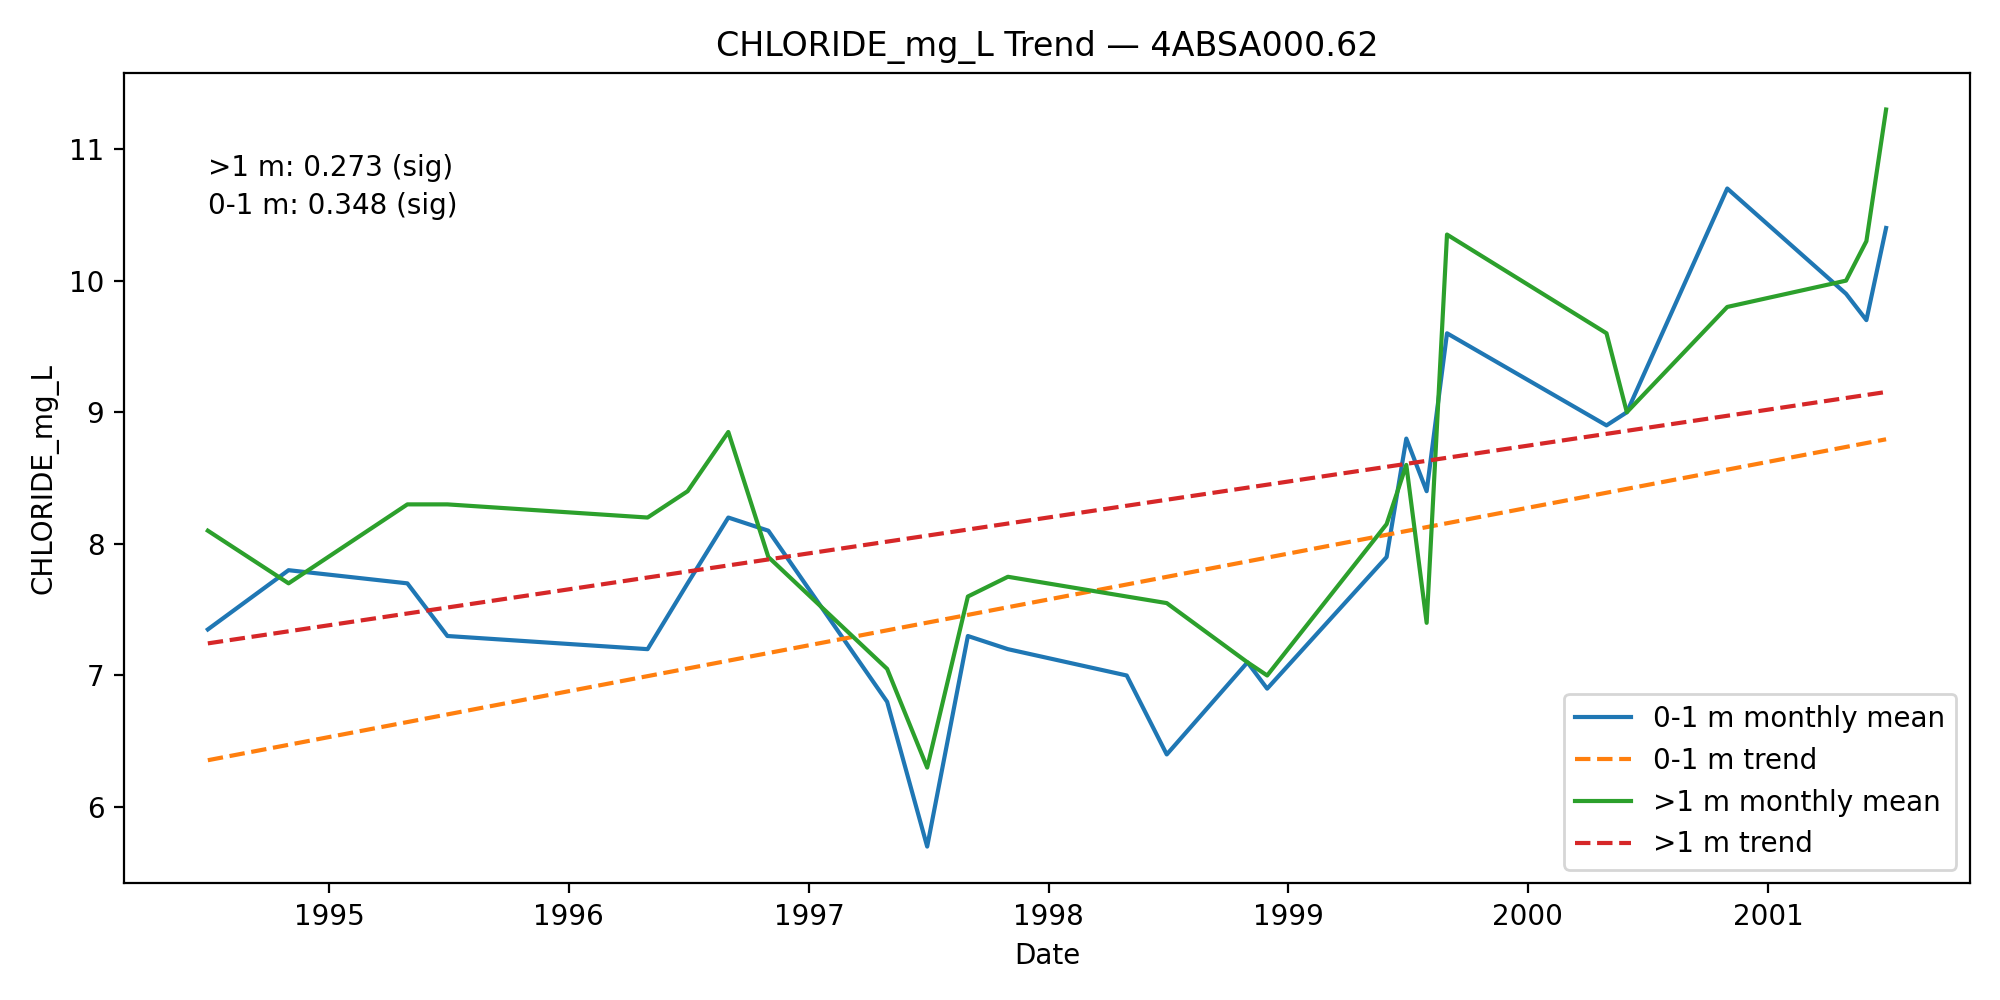 CHLORIDE_mg_L Trend — 4ABSA000.62
>1 m: 0.273 (sig)
0-1 m: 0.348 (sig)
CHLORIDE_mg_L
11
10
9
8
7
6
0-1 m monthly mean
0-1 m trend
>1 m monthly mean
>1 m trend
1995 1996 1997 1998 1999 2000 2001
Date